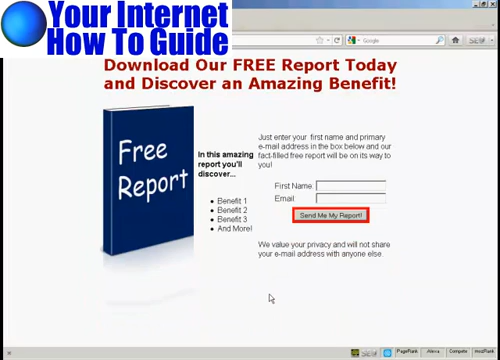 Your Internet
How To Guide
Google
Download Our FREE Report Today
and Discover an Amazing Benefit!
Free
Report
In this amazing
report you'll
discover...
Benefit 1
Benefit 2
Benefit 3
And More!
Just enter your first name and primary
e-mail address in the box below and our
fact-filled free report will be on its way to
you!
First Name
Email
Send Me My Report!
We value your privacy and will not share
your e-mail address with anyone else.
PageRank
Alexa
Compete
mozRank